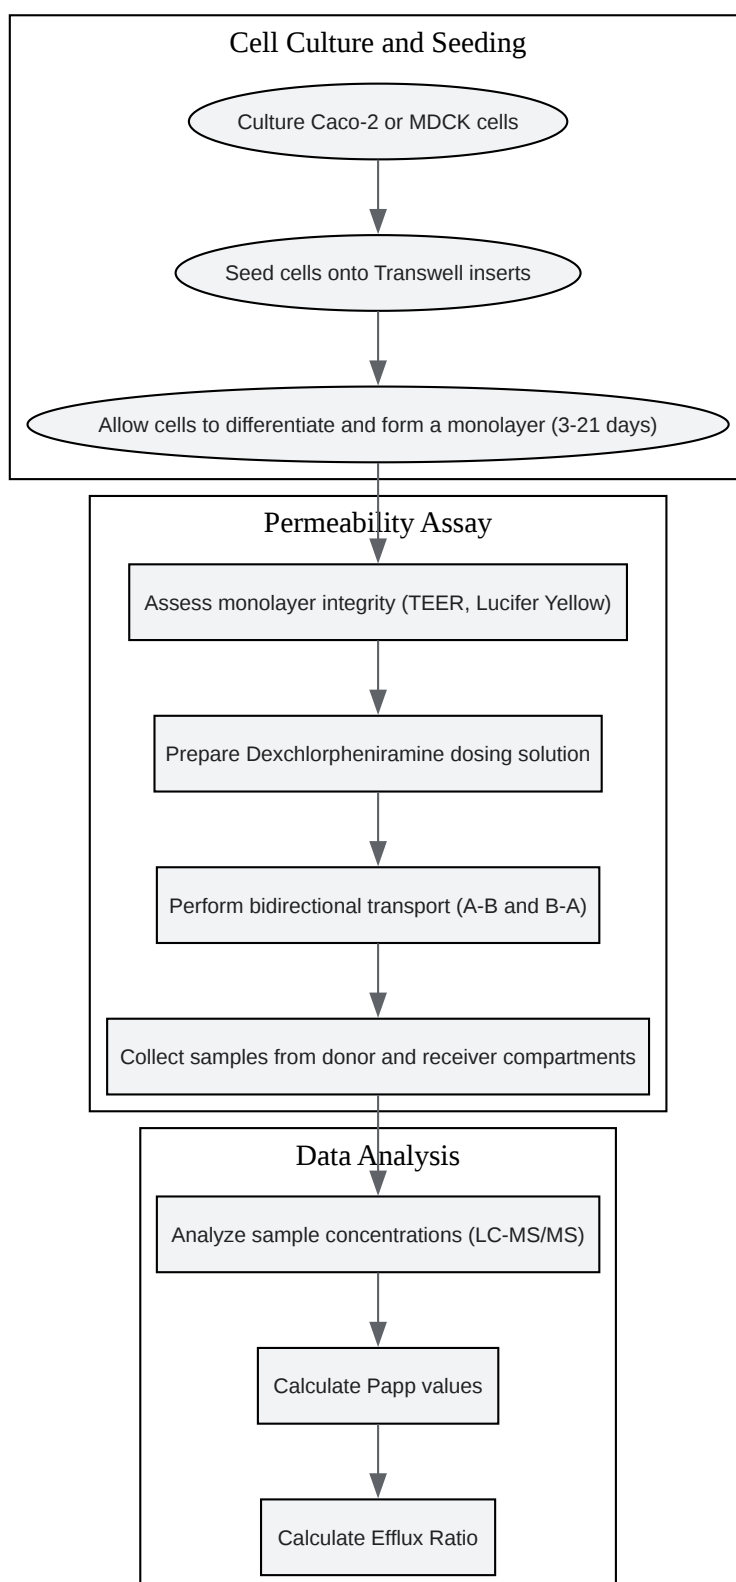 Cell Culture and Seeding
Culture Caco-2 or MDCK cells
Seed cells onto Transwell inserts
Allow cells to differentiate and form a monolayer (3-21 days)
Permeability Assay
Assess monolayer integrity (TEER, Lucifer Yellow)
Prepare Dexchlorpheniramine dosing solution
Perform bidirectional transport (A-B and B-A)
Collect samples from donor and receiver compartments
Data Analysis
Analyze sample concentrations (LC-MS/MS)
Calculate Papp values
Calculate Efflux Ratio